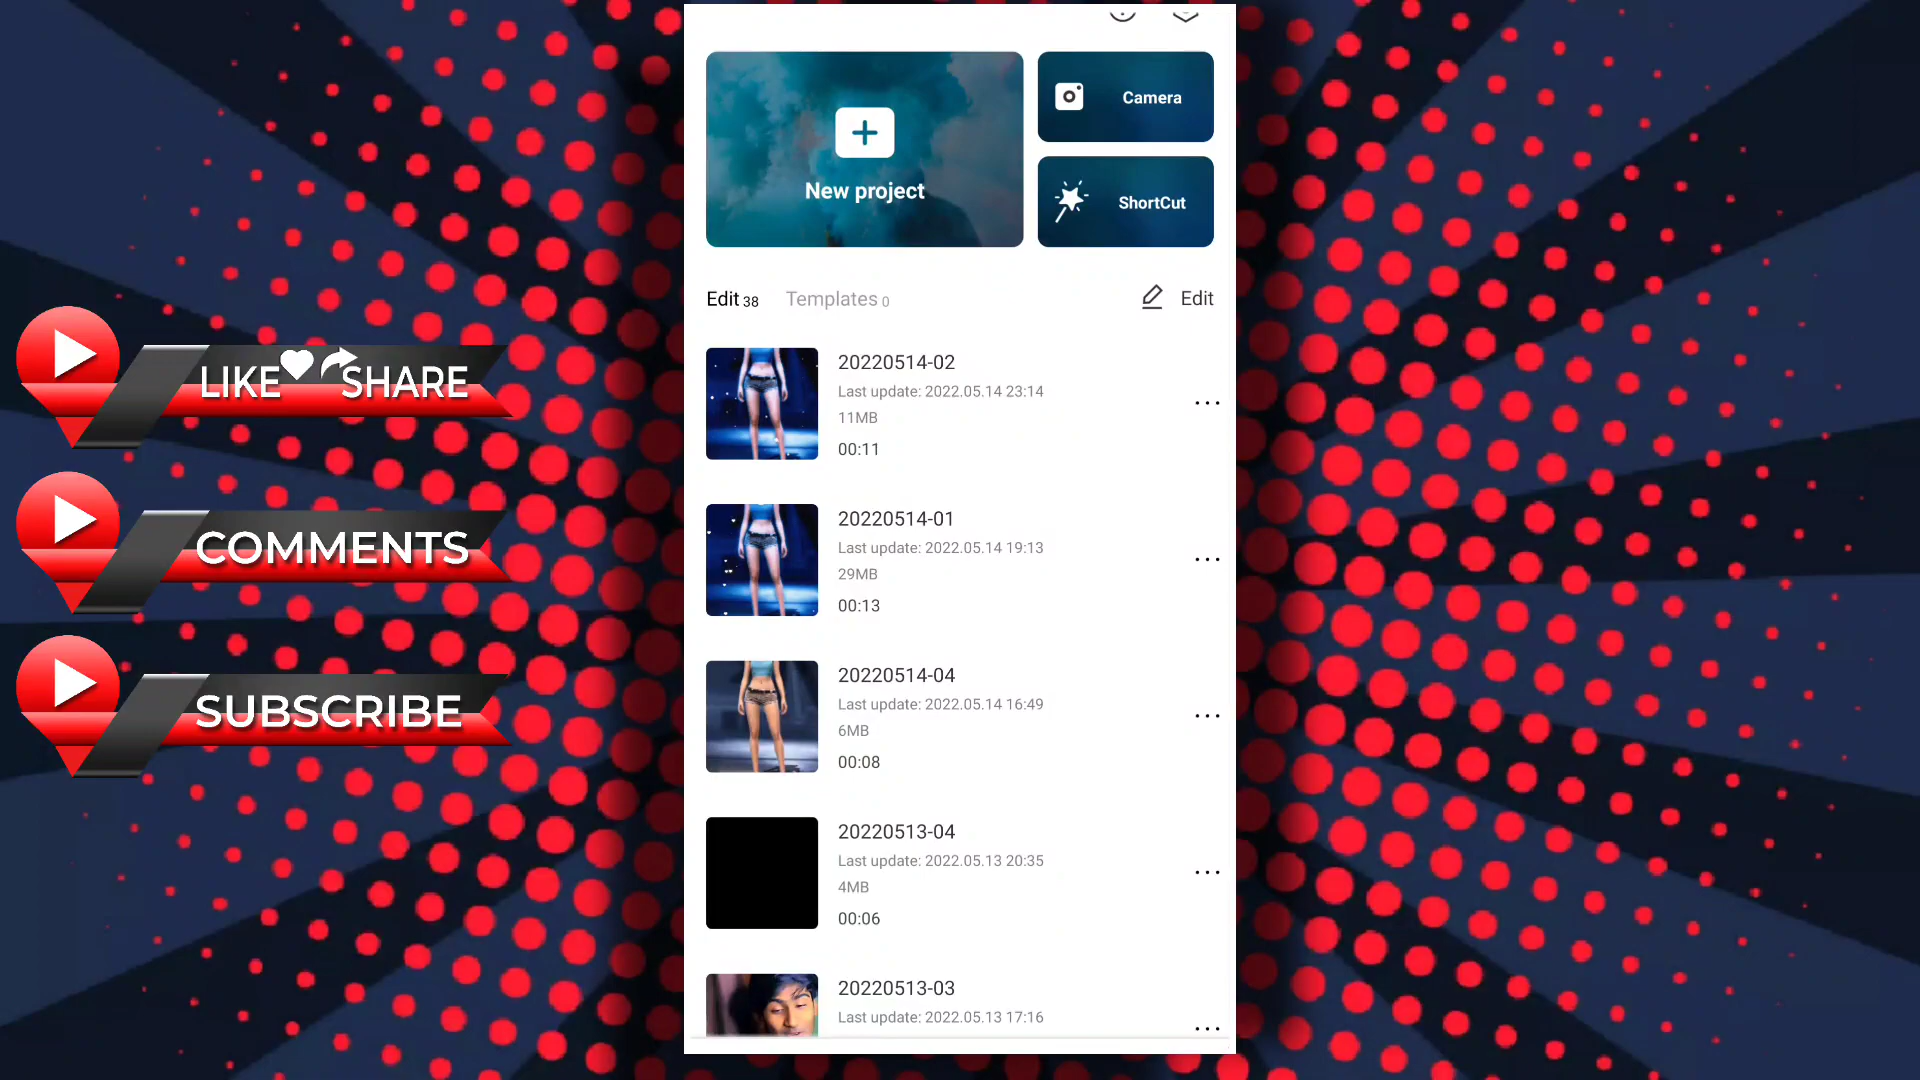 LIKE SHARE
COMMENTS
SUBSCRIBE
New project
Camera
ShortCut
Edit 38
Templates 0
Edit
20220514-02
Last update: 2022.05.14 23:14
11MB
00:11
20220514-01
Last update: 2022.05.14 19:13
29MB
00:13
20220514-04
Last update: 2022.05.14 16:49
6MB
00:08
20220513-04
Last update: 2022.05.13 20:35
4MB
00:06
20220513-03
Last update: 2022.05.13 17:16